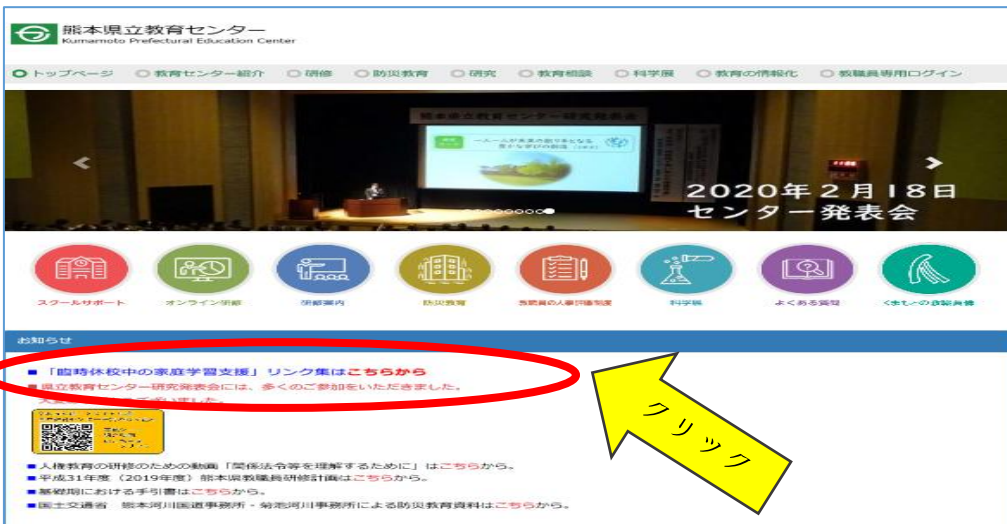 熊本県立教育センター
Kumamoto Prefectural Education Center
トップページ 教育センター紹介 研修 防災教育 研究 教育相談 科学展 教育の情報化 教職員専用ログイン
熊本県立教育センター研究発表会
2020年2月18日
センター発表会
スクールサポート オンライン研修 研修案内 防災教育 教職員の人事評価制度 科学展 よくある質問
お知らせ
■「臨時休校中の家庭学習支援」リンク集はこちらから
■県立教育センター研究発表会には、多くのご参加をいただきました。
クリック
■人権教育の研修のための動画「関係法令等を理解するために」はこちらから。
■平成31年度(2019年度)熊本県教職員研修計画はこちらから。
■基礎期における手引書はこちらから。
■国土交通省 熊本河川国道事務所・菊池河川事務所による防災教育資料はこちらから。